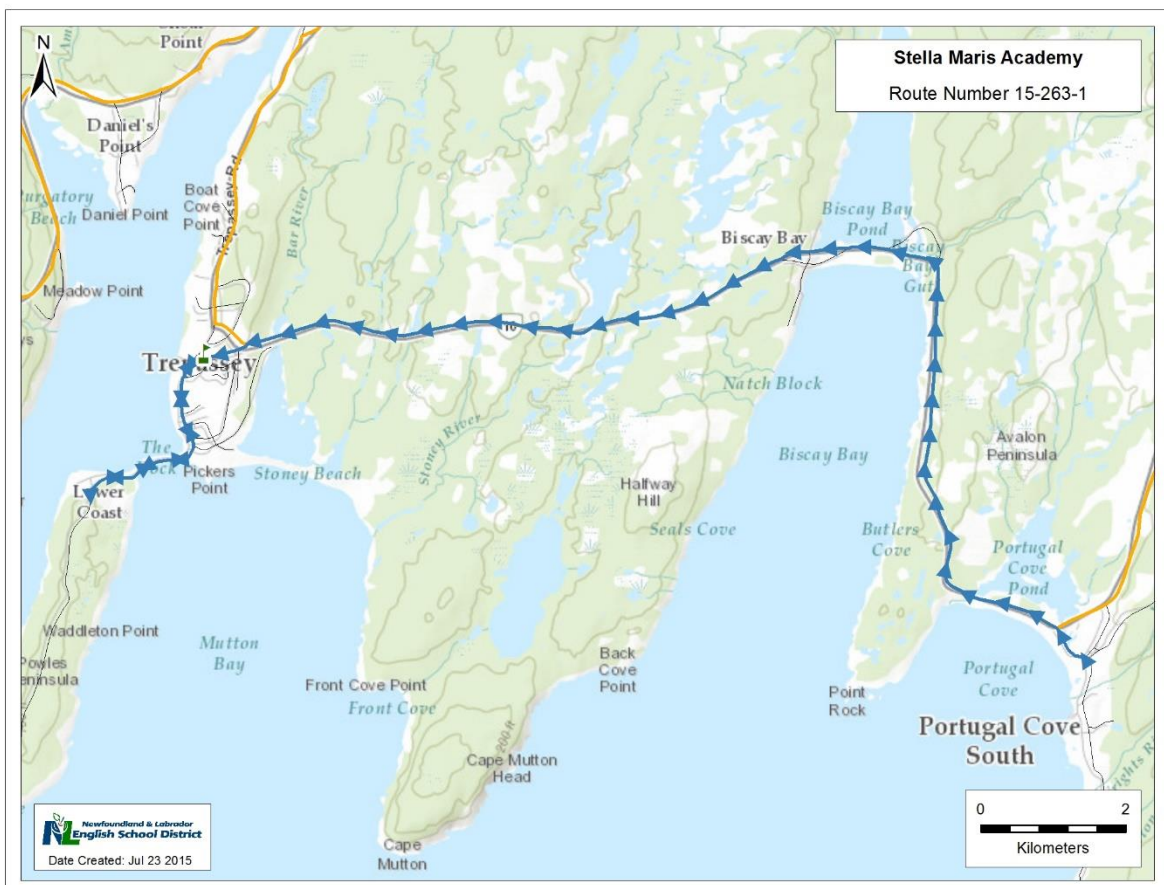 Point
N
Stella Maris Academy
Route Number 15-263-1
Daniel's
Point
Trepassey Rd
Boat
Cove
Point
Bar River
Purgatory
Beach
Daniel Point
Biscay Bay
Pond
Biscay Bay
Biscay
Bay
Gut
Meadow Point
10
Trepassey
Natch Block
Stoney River
Avalon
Peninsula
The
Pickers
Point
Stoney Beach
Biscay Bay
Halfway
Hill
Lower
Coast
Seals Cove
Butlers
Cove
Portugal
Cove
Pond
Waddleton Point
Mutton
Bay
Back
Cove
Point
Powles
Peninsula
Front Cove Point
Front Cove
Point
Rock
Portugal
Cove
200 ft
Portugal Cove
South
Cape Mutton
Head
Cape
Mutton
0 2
Kilometers
NL
Newfoundland & Labrador
English School District
Date Created: Jul 23 2015